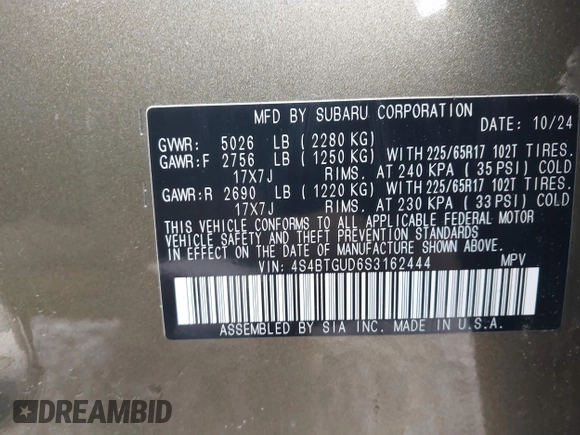 MFD BY SUBARU CORPORATION
DATE: 10/24
GVWR: 5026 LB ( 2280 KG)
GAWR:F 2756 LB ( 1250 KG) WITH 225/65R17 102T TIRES.
17X7J RIMS. AT 240 KPA ( 35 PSI) COLD
GAWR:R 2690 LB ( 1220 KG) WITH 225/65R17 102T TIRES.
17X7J RIMS. AT 230 KPA ( 33 PSI) COLD
THIS VEHICLE CONFORMS TO ALL APPLICABLE FEDERAL MOTOR
VEHICLE SAFETY AND THEFT PREVENTION STANDARDS
IN EFFECT ON THE DATE OF MANUFACTURE SHOWN ABOVE.
VIN: 4S4BTGUD6S3162444 MPV
ASSEMBLED BY SIA INC. MADE IN U.S.A.
DREAMBID